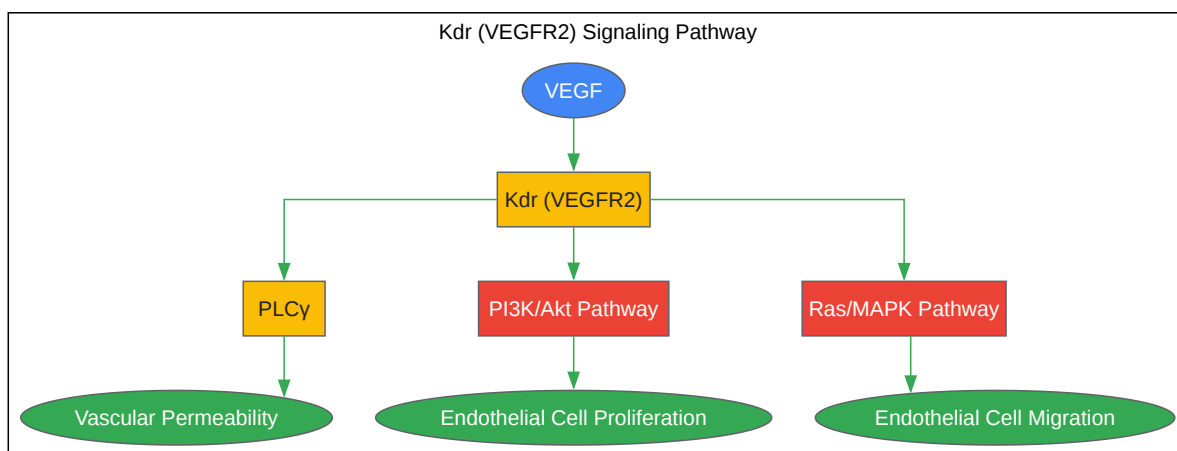 Kdr (VEGFR2) Signaling Pathway
VEGF
Kdr (VEGFR2)
PLCγ
PI3K/Akt Pathway
Ras/MAPK Pathway
Vascular Permeability
Endothelial Cell Proliferation
Endothelial Cell Migration